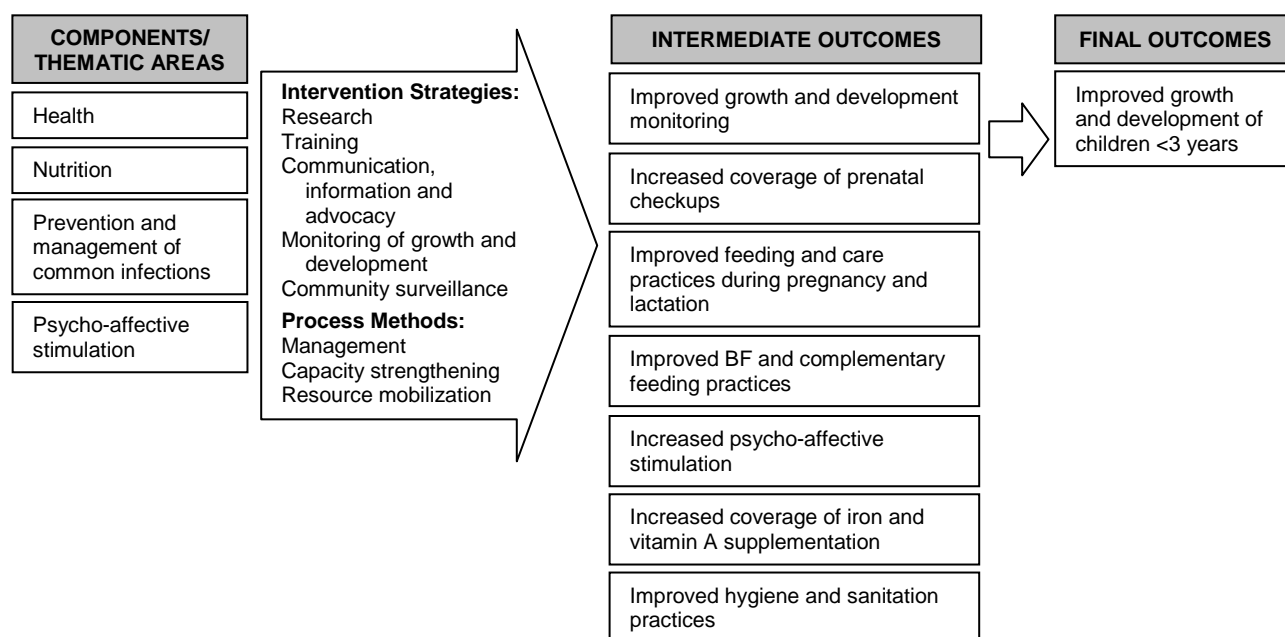 COMPONENTS/
THEMATIC AREAS
Health
Nutrition
Prevention and
management of
common infections
Psycho-affective
stimulation
Intervention Strategies:
Research
Training
Communication,
information and
advocacy
Monitoring of growth and
development
Community surveillance
Process Methods:
Management
Capacity strengthening
Resource mobilization
INTERMEDIATE OUTCOMES
Improved growth and development
monitoring
Increased coverage of prenatal
checkups
Improved feeding and care
practices during pregnancy and
lactation
Improved BF and complementary
feeding practices
Increased psycho-affective
stimulation
Increased coverage of iron and
vitamin A supplementation
Improved hygiene and sanitation
practices
FINAL OUTCOMES
Improved growth
and development of
children <3 years